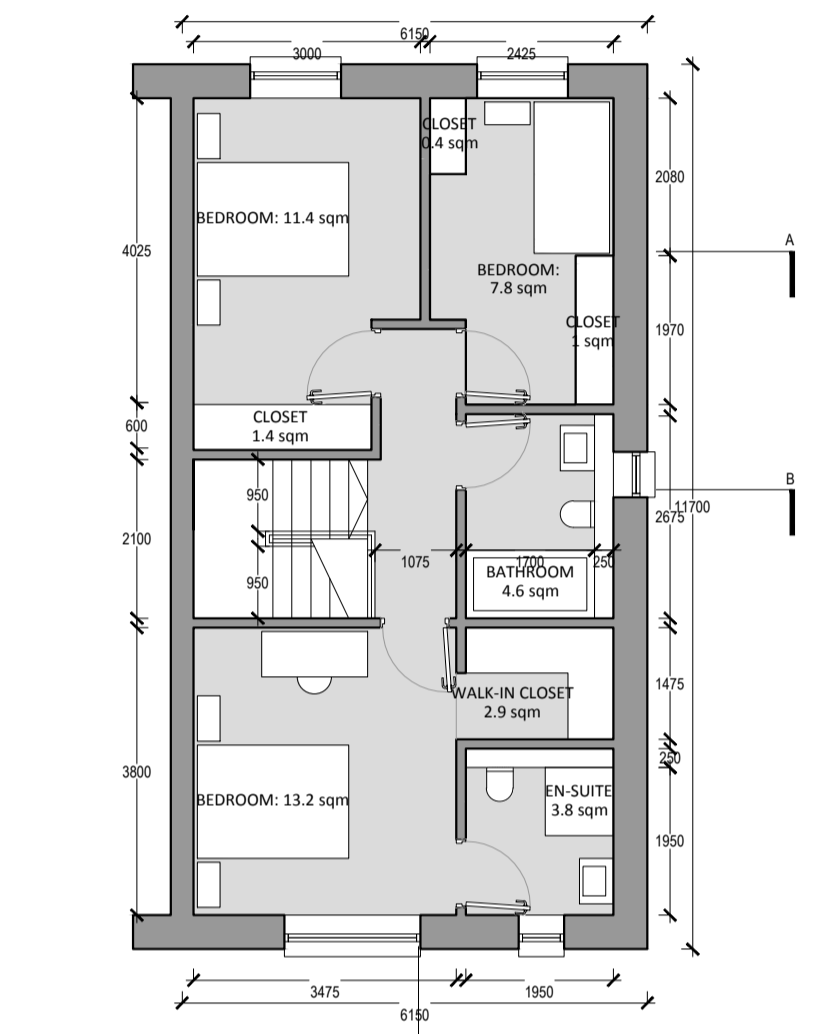 6150
3000
2425
CLOSET
0.4 sqm
2080
BEDROOM: 11.4 sqm
A
4025
BEDROOM:
7.8 sqm
CLOSET
1 sqm
1970
600
CLOSET
1.4 sqm
B
950
11700
2675
2100
1075
1700
250
950
BATHROOM
4.6 sqm
1475
WALK-IN CLOSET
2.9 sqm
250
3800
EN-SUITE
3.8 sqm
BEDROOM: 13.2 sqm
1950
3475
1950
6150